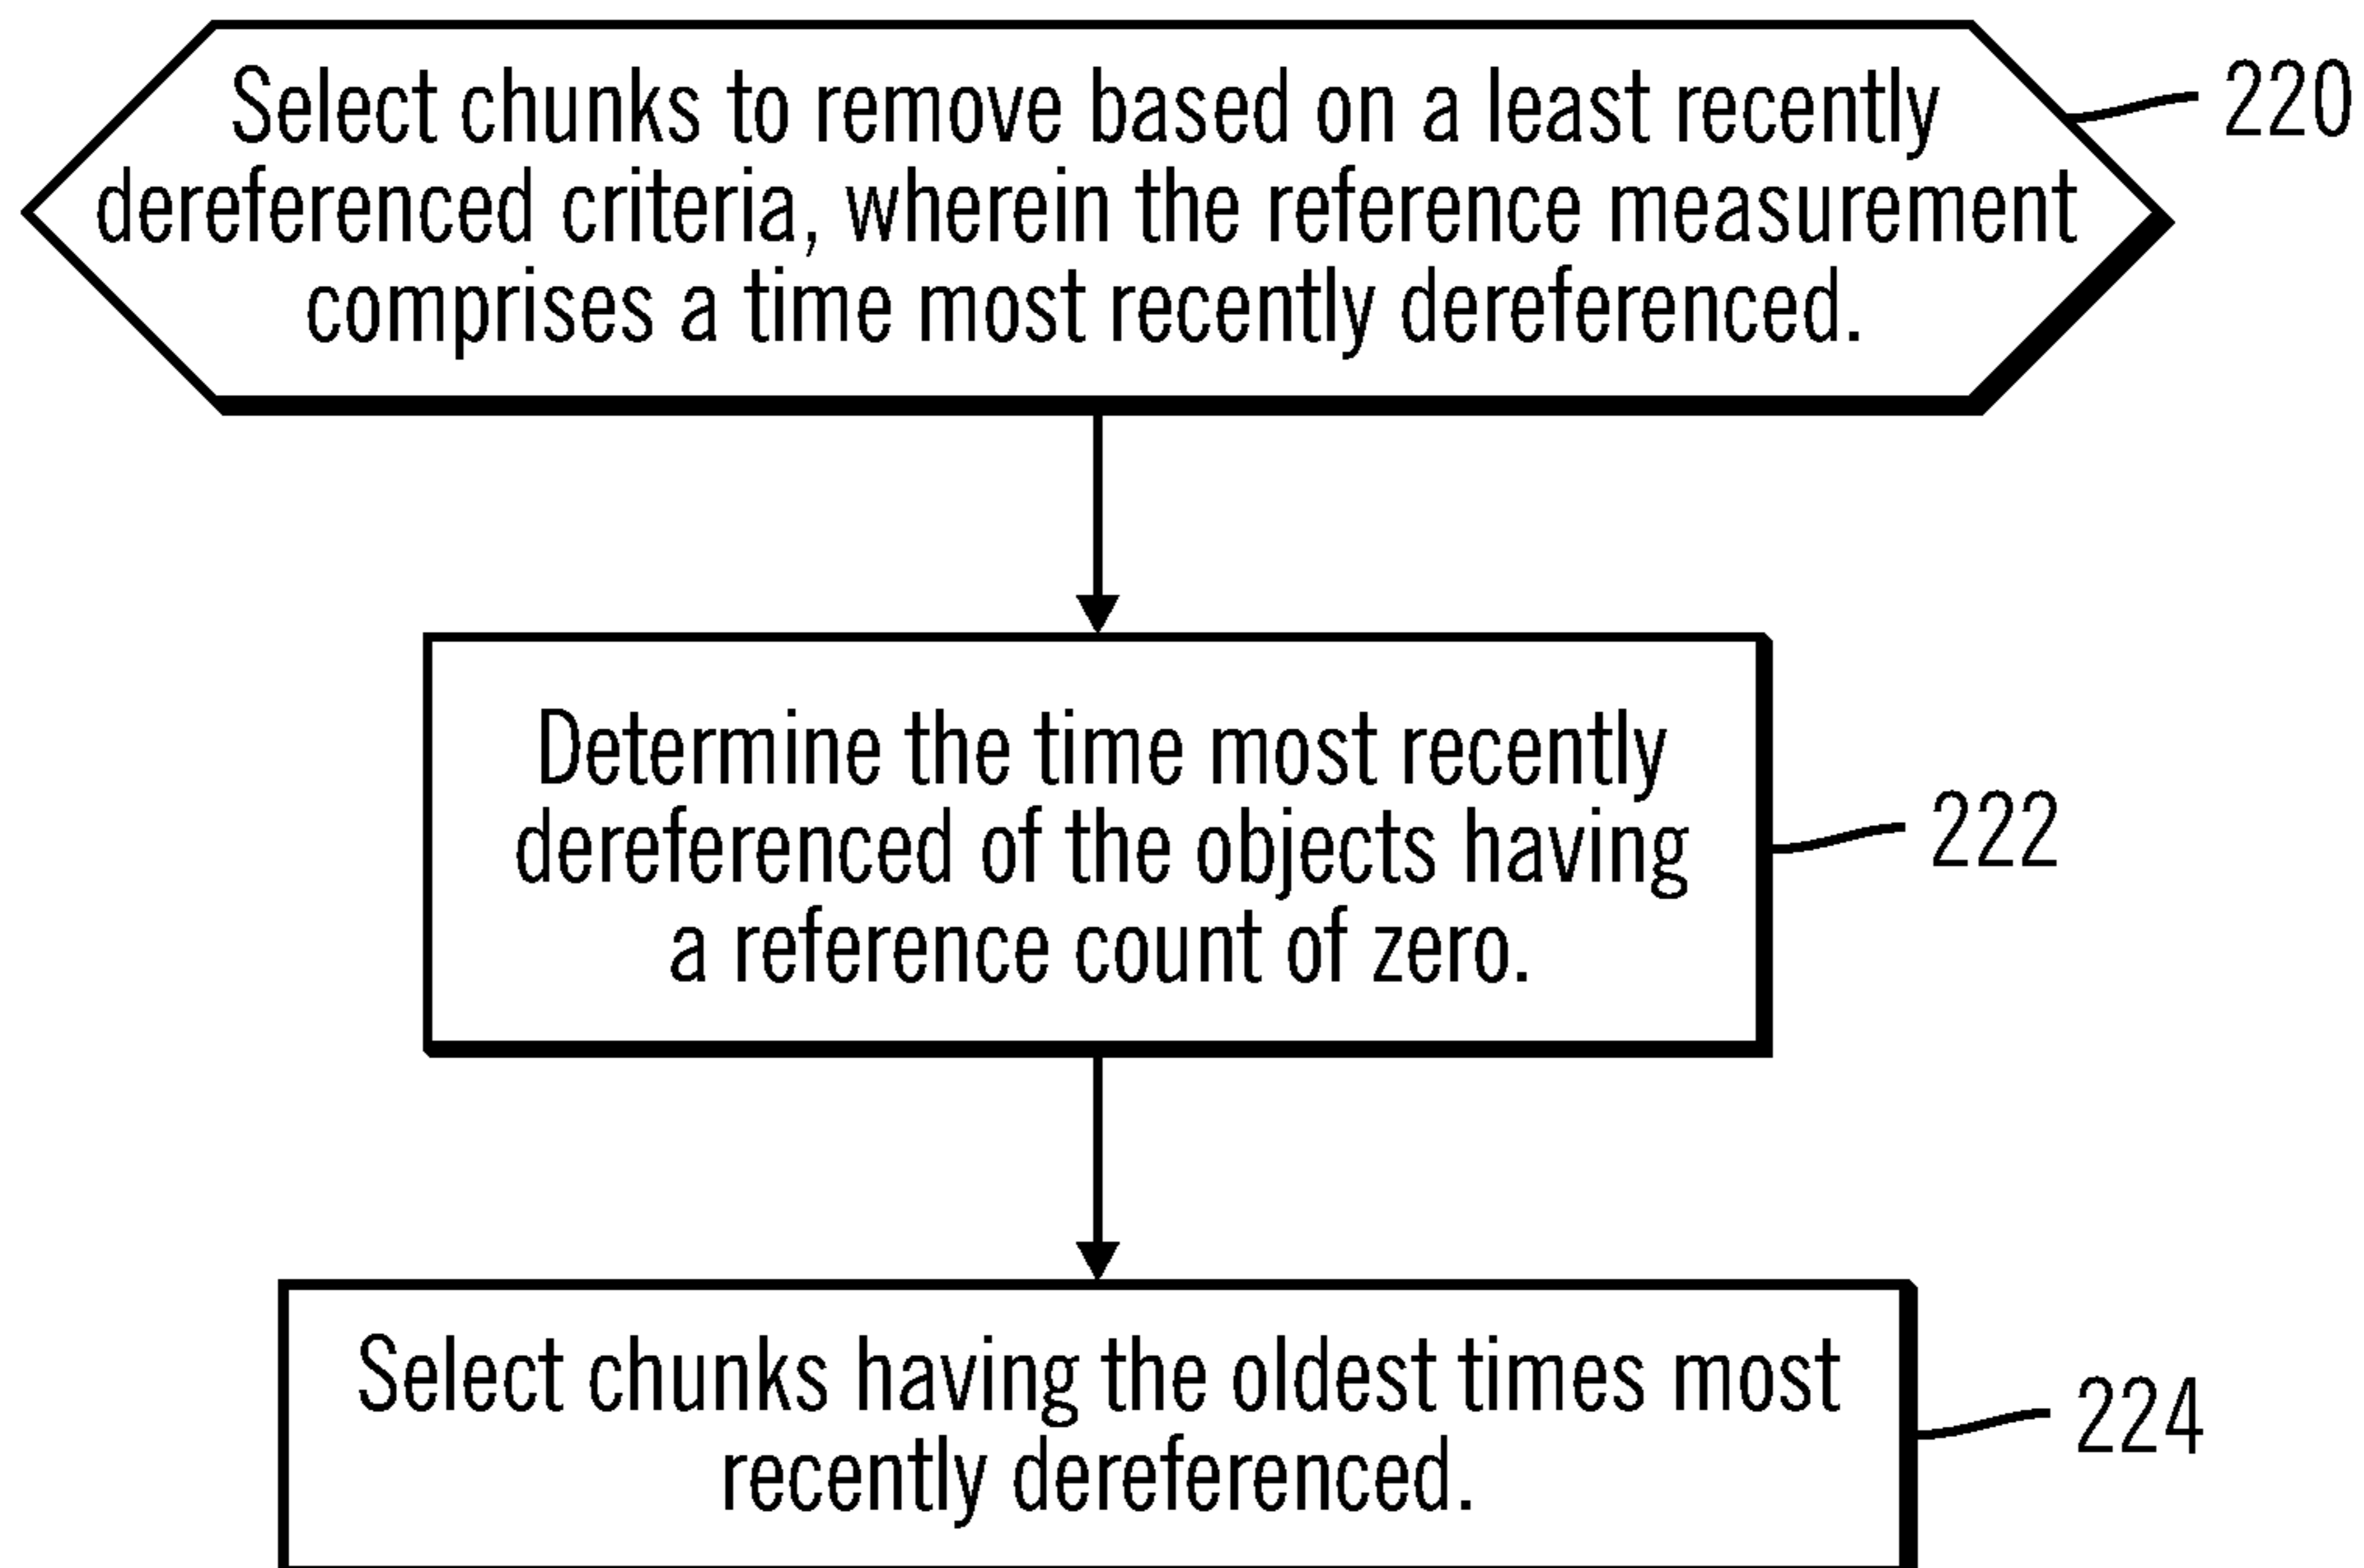 Select chunks to remove based on a least recently
dereferenced criteria, wherein the reference measurement
comprises a time most recently dereferenced.
220
Determine the time most recently
dereferenced of the objects having
a reference count of zero.
222
Select chunks having the oldest times most
recently dereferenced.
224